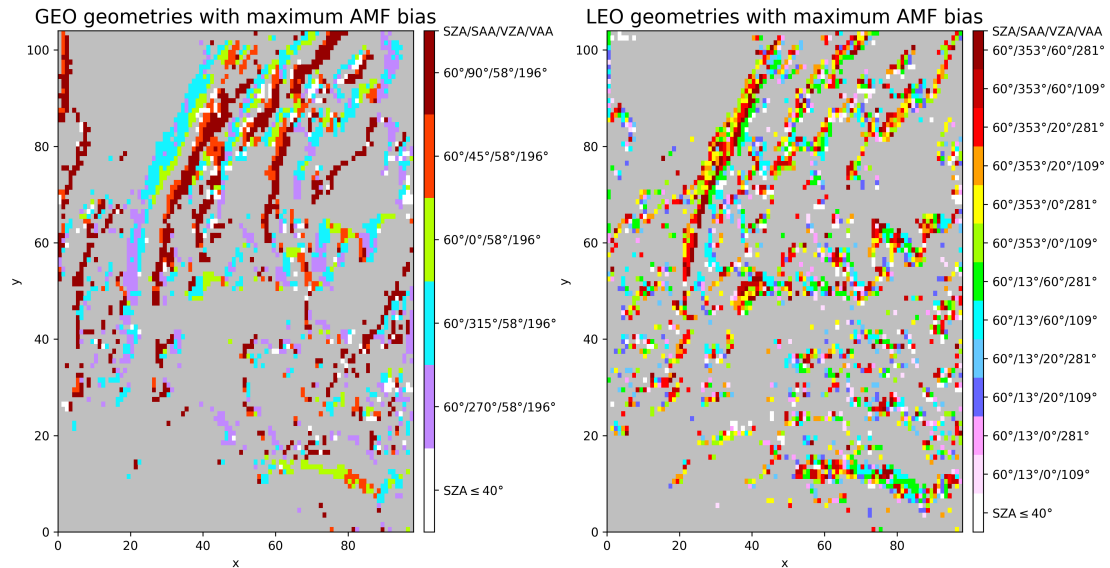 GEO geometries with maximum AMF bias
SZA/SAA/VZA/VAA
60°/90°/58°/196°
60°/45°/58°/196°
60°/0°/58°/196°
60°/315°/58°/196°
60°/270°/58°/196°
SZA ≤ 40°
100
80
60
40
20
0
y
0 20 40 60 80
x
LEO geometries with maximum AMF bias
SZA/SAA/VZA/VAA
60°/353°/60°/281°
60°/353°/60°/109°
60°/353°/20°/281°
60°/353°/20°/109°
60°/353°/0°/281°
60°/353°/0°/109°
60°/13°/60°/281°
60°/13°/60°/109°
60°/13°/20°/281°
60°/13°/20°/109°
60°/13°/0°/281°
60°/13°/0°/109°
SZA ≤ 40°
100
80
60
40
20
0
y
0 20 40 60 80
x